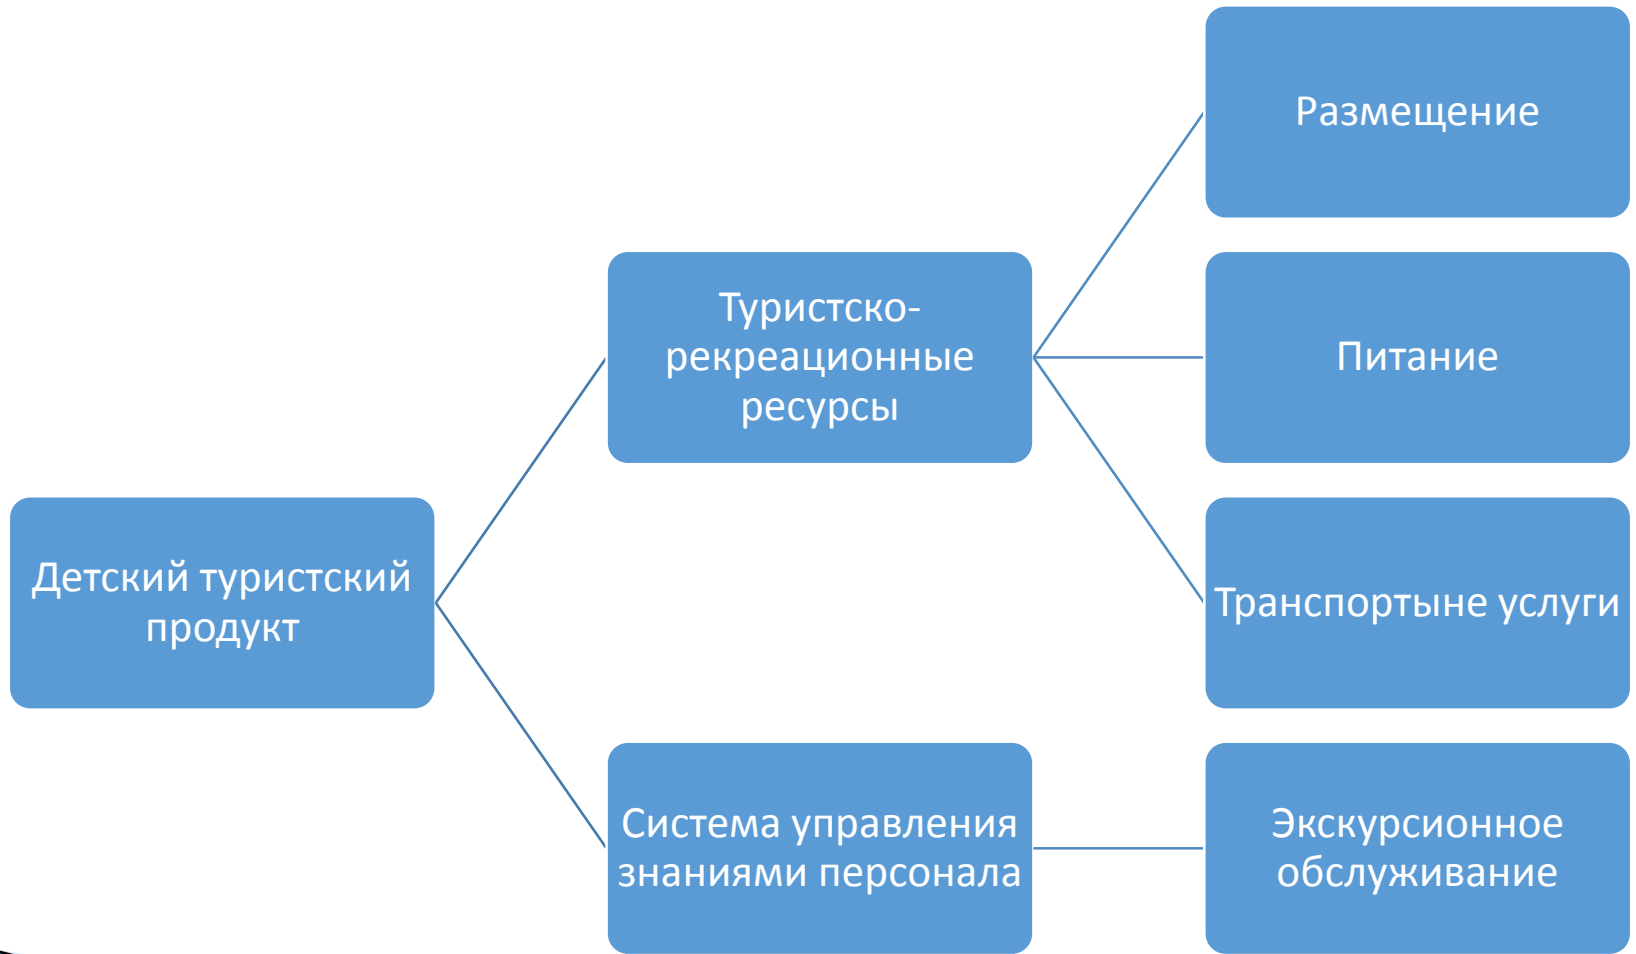 Размещение
Туристско-
рекреационные
ресурсы
Питание
Детский туристский
продукт
Транспортыне услуги
Система управления
знаниями персонала
Экскурсионное
обслуживание